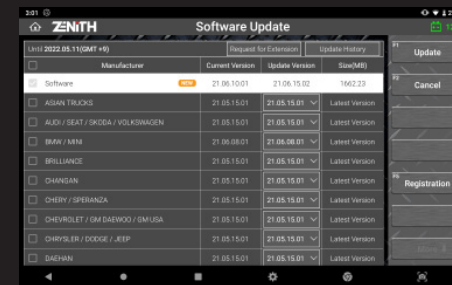 3:01
ZENITH Software Update
Until 2022.05.11(GMT +9) Request for Extension Update History
Manufacturer Current Version Update Version Size(MB)
Software NEW 21.06.10.01 21.06.15.02 1662.23
ASIAN TRUCKS 21.05.15.01 21.05.15.01 Latest Version
AUDI / SEAT / SKODA / VOLKSWAGEN 21.05.15.01 21.05.15.01 Latest Version
BMW / MINI 21.06.08.01 21.06.08.01 Latest Version
BRILLIANCE 21.05.15.01 21.05.15.01 Latest Version
CHANGAN 21.05.15.01 21.05.15.01 Latest Version
CHERY / SPERANZA 21.05.15.01 21.05.15.01 Latest Version
CHEVROLET / GM DAEWOO / GM USA 21.05.15.01 21.05.15.01 Latest Version
CHRYSLER / DODGE / JEEP 21.05.15.01 21.05.15.01 Latest Version
DAEHAN 21.05.15.01 21.05.15.01 Latest Version
F1 Update
F2 Cancel
Registration